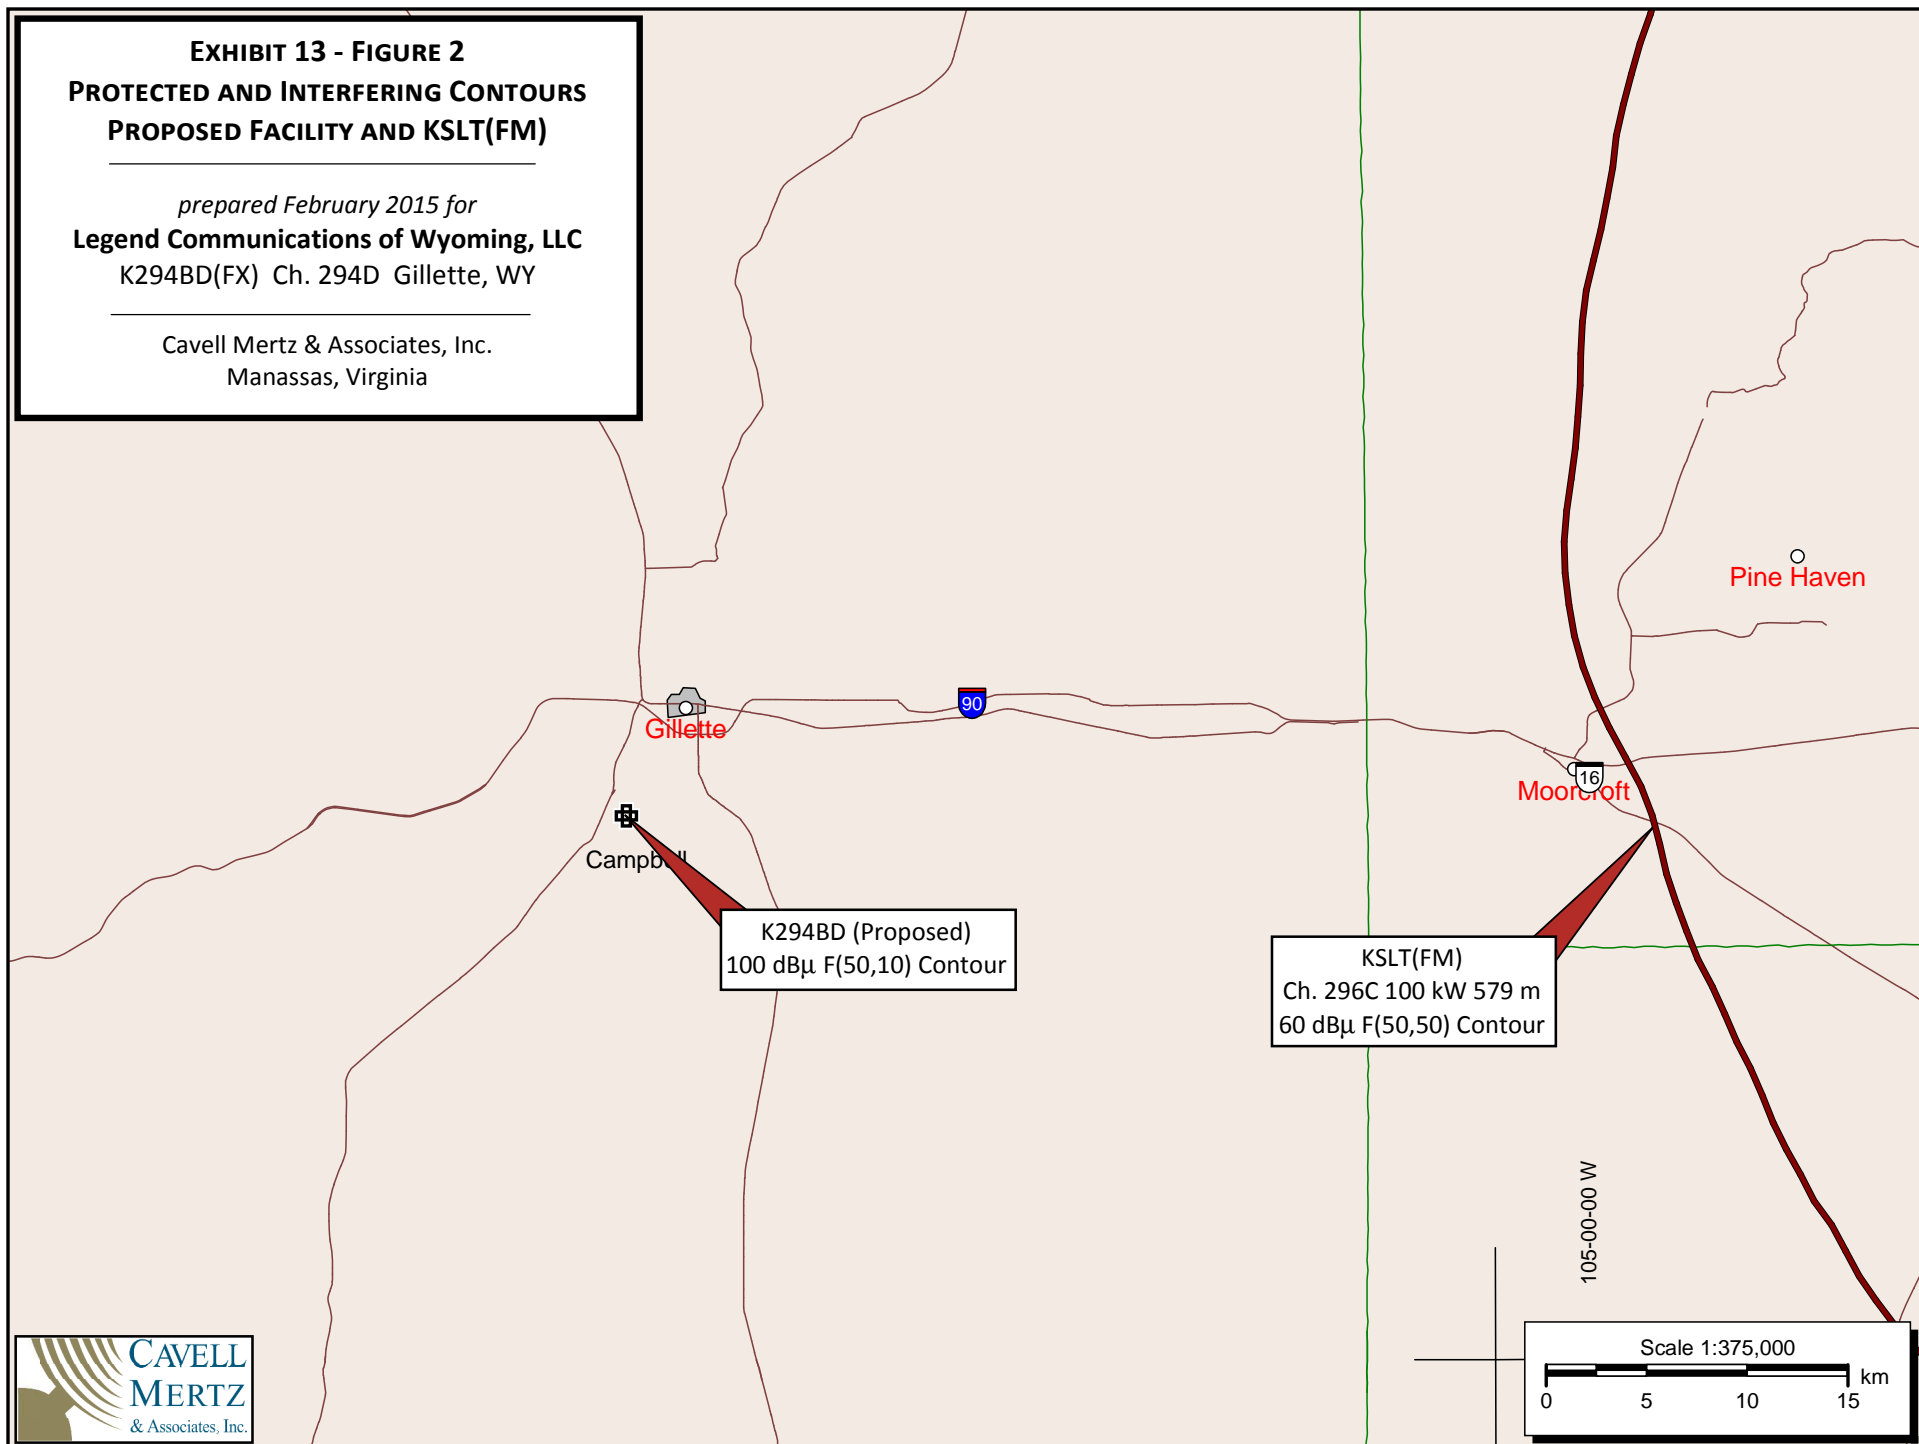 EXHIBIT 13 - FIGURE 2
PROTECTED AND INTERFERING CONTOURS
PROPOSED FACILITY AND KSLT(FM)
prepared February 2015 for
Legend Communications of Wyoming, LLC
K294BD(FX) Ch. 294D Gillette, WY
Cavell Mertz & Associates, Inc.
Manassas, Virginia
Pine Haven
90
Gillette
16
Moorcroft
Campbell
K294BD (Proposed)
100 dBµ F(50,10) Contour
KSLT(FM)
Ch. 296C 100 kW 579 m
60 dBµ F(50,50) Contour
105-00-00 W
CAVELL
MERTZ
& Associates, Inc.
Scale 1:375,000
km
0 5 10 15